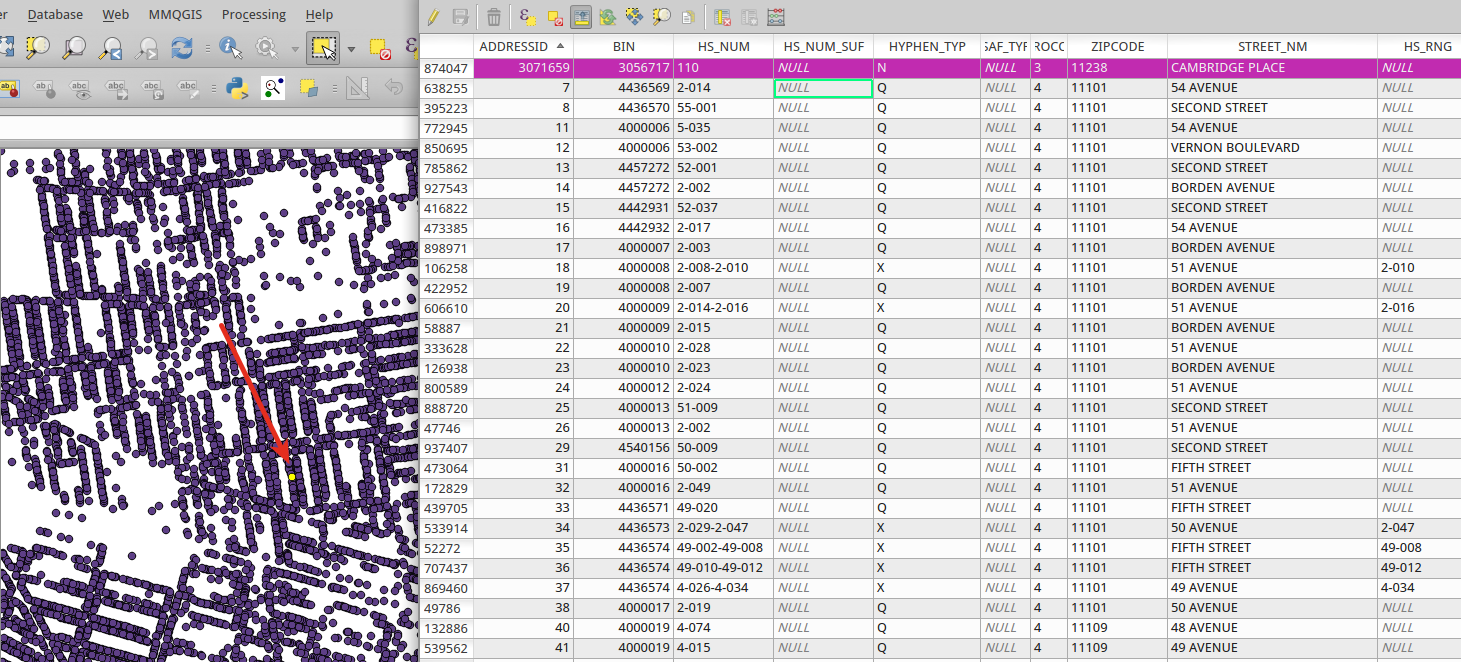 r Database Web MMQGIS Processing Help
ADDRESSID BIN HS_NUM HS_NUM_SUF HYPHEN_TYP SAF_TYP ROCC ZIPCODE STREET_NM HS_RNG
874047 3071659 3056717 110 NULL N NULL 3 11238 CAMBRIDGE PLACE NULL
638255 7 4436569 2-014 NULL Q NULL 4 11101 54 AVENUE NULL
395223 8 4436570 55-001 NULL Q NULL 4 11101 SECOND STREET NULL
772945 11 4000006 5-035 NULL Q NULL 4 11101 54 AVENUE NULL
850695 12 4000006 53-002 NULL Q NULL 4 11101 VERNON BOULEVARD NULL
785862 13 4457272 52-001 NULL Q NULL 4 11101 SECOND STREET NULL
927543 14 4457272 2-002 NULL Q NULL 4 11101 BORDEN AVENUE NULL
416822 15 4442931 52-037 NULL Q NULL 4 11101 SECOND STREET NULL
473385 16 4442932 2-017 NULL Q NULL 4 11101 54 AVENUE NULL
898971 17 4000007 2-003 NULL Q NULL 4 11101 BORDEN AVENUE NULL
106258 18 4000008 2-008-2-010 NULL X NULL 4 11101 51 AVENUE 2-010
422952 19 4000008 2-007 NULL Q NULL 4 11101 BORDEN AVENUE NULL
606610 20 4000009 2-014-2-016 NULL X NULL 4 11101 51 AVENUE 2-016
58887 21 4000009 2-015 NULL Q NULL 4 11101 BORDEN AVENUE NULL
333628 22 4000010 2-028 NULL Q NULL 4 11101 51 AVENUE NULL
126938 23 4000010 2-023 NULL Q NULL 4 11101 BORDEN AVENUE NULL
800589 24 4000012 2-024 NULL Q NULL 4 11101 51 AVENUE NULL
888720 25 4000013 51-009 NULL Q NULL 4 11101 SECOND STREET NULL
47746 26 4000013 2-002 NULL Q NULL 4 11101 51 AVENUE NULL
937407 29 4540156 50-009 NULL Q NULL 4 11101 SECOND STREET NULL
473064 31 4000016 50-002 NULL Q NULL 4 11101 FIFTH STREET NULL
172829 32 4000016 2-049 NULL Q NULL 4 11101 51 AVENUE NULL
439705 33 4436571 49-020 NULL Q NULL 4 11101 FIFTH STREET NULL
533914 34 4436573 2-029-2-047 NULL X NULL 4 11101 50 AVENUE 2-047
52272 35 4436574 49-002-49-008 NULL X NULL 4 11101 FIFTH STREET 49-008
707437 36 4436574 49-010-49-012 NULL X NULL 4 11101 FIFTH STREET 49-012
869460 37 4436574 4-026-4-034 NULL X NULL 4 11101 49 AVENUE 4-034
49786 38 4000017 2-019 NULL Q NULL 4 11101 50 AVENUE NULL
132886 40 4000019 4-074 NULL Q NULL 4 11109 48 AVENUE NULL
539562 41 4000019 4-015 NULL Q NULL 4 11109 49 AVENUE NULL